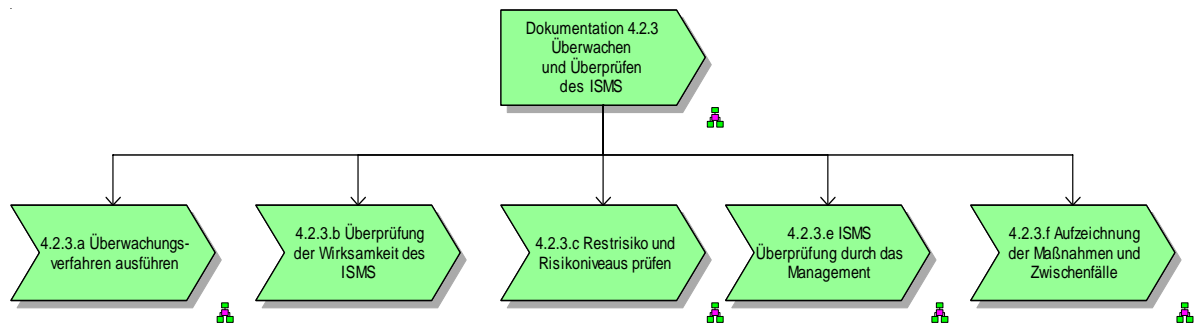 Dokumentation 4.2.3
Überwachen
und Überprüfen
des ISMS
4.2.3.a Überwachungs-
verfahren ausführen
4.2.3.b Überprüfung
der Wirksamkeit des
ISMS
4.2.3.c Restrisiko und
Risikoniveaus prüfen
4.2.3.e ISMS
Überprüfung durch das
Management
4.2.3.f Aufzeichnung
der Maßnahmen und
Zwischenfälle